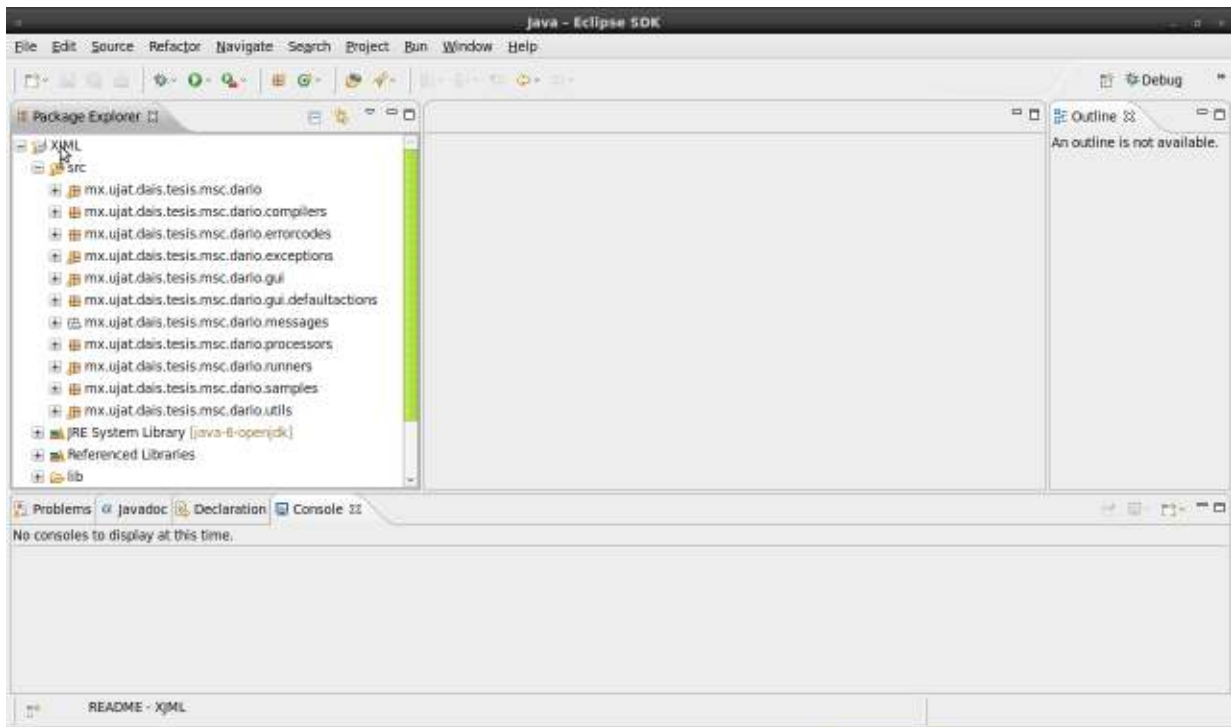 Java - Eclipse SDK
File Edit Source Refactor Navigate Search Project Run Window Help
Debug
Package Explorer
Outline
An outline is not available.
XJML
src
mx.ujat.dais.tesis.msc.dario
mx.ujat.dais.tesis.msc.dario.compilers
mx.ujat.dais.tesis.msc.dario.errorcodes
mx.ujat.dais.tesis.msc.dario.exceptions
mx.ujat.dais.tesis.msc.dario.gui
mx.ujat.dais.tesis.msc.dario.gui.defaultactions
mx.ujat.dais.tesis.msc.dario.messages
mx.ujat.dais.tesis.msc.dario.processors
mx.ujat.dais.tesis.msc.dario.runners
mx.ujat.dais.tesis.msc.dario.samples
mx.ujat.dais.tesis.msc.dario.utils
JRE System Library [java-6-openjdk]
Referenced Libraries
lib
Problems @ Javadoc Declaration Console
No consoles to display at this time.
README - XJML